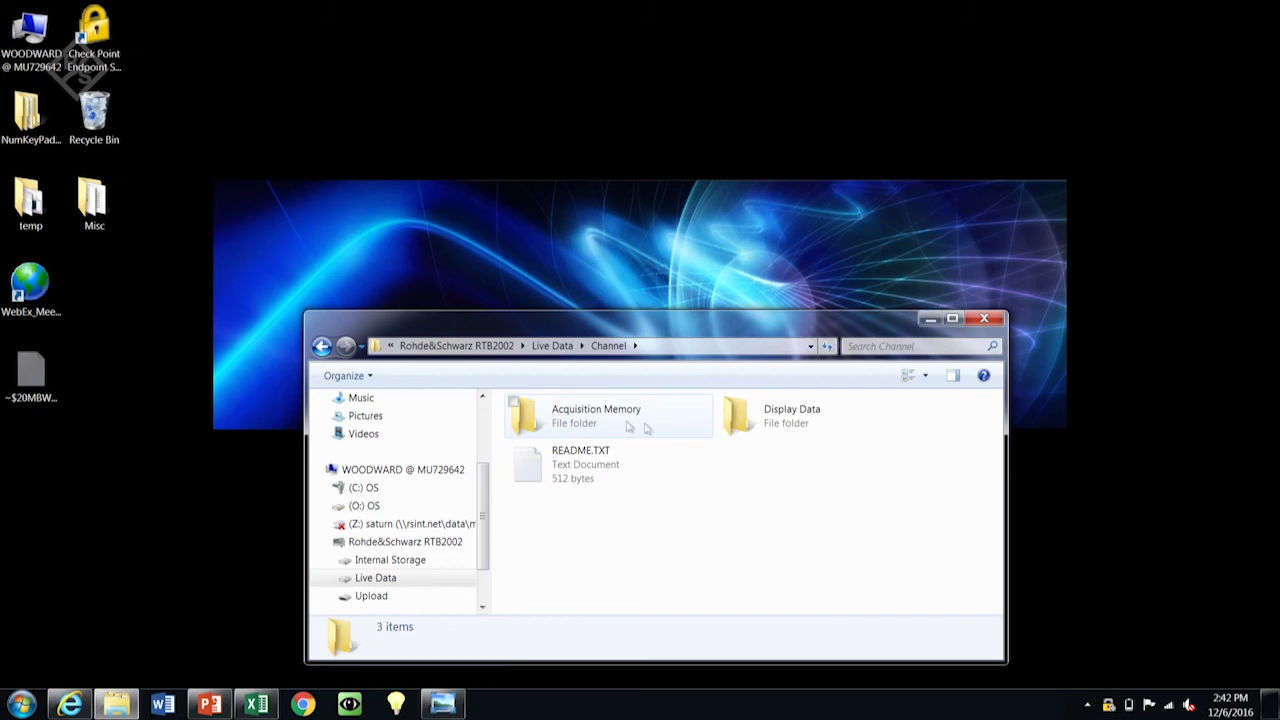 WOODWARD
@ MU729642
Check Point
Endpoint S...
NumKeyPad...
Recycle Bin
temp
Misc
WebEx_Mee...
~$20MBW...
« Rohde&Schwarz RTB2002 Live Data Channel
Search Channel
Organize
Music
Pictures
Videos
WOODWARD @ MU729642
(C:) OS
(O:) OS
(Z:) saturn (\\rsint.net\data\m
Rohde&Schwarz RTB2002
Internal Storage
Live Data
Upload
Acquisition Memory
File folder
Display Data
File folder
README.TXT
Text Document
512 bytes
3 items
2:42 PM
12/6/2016